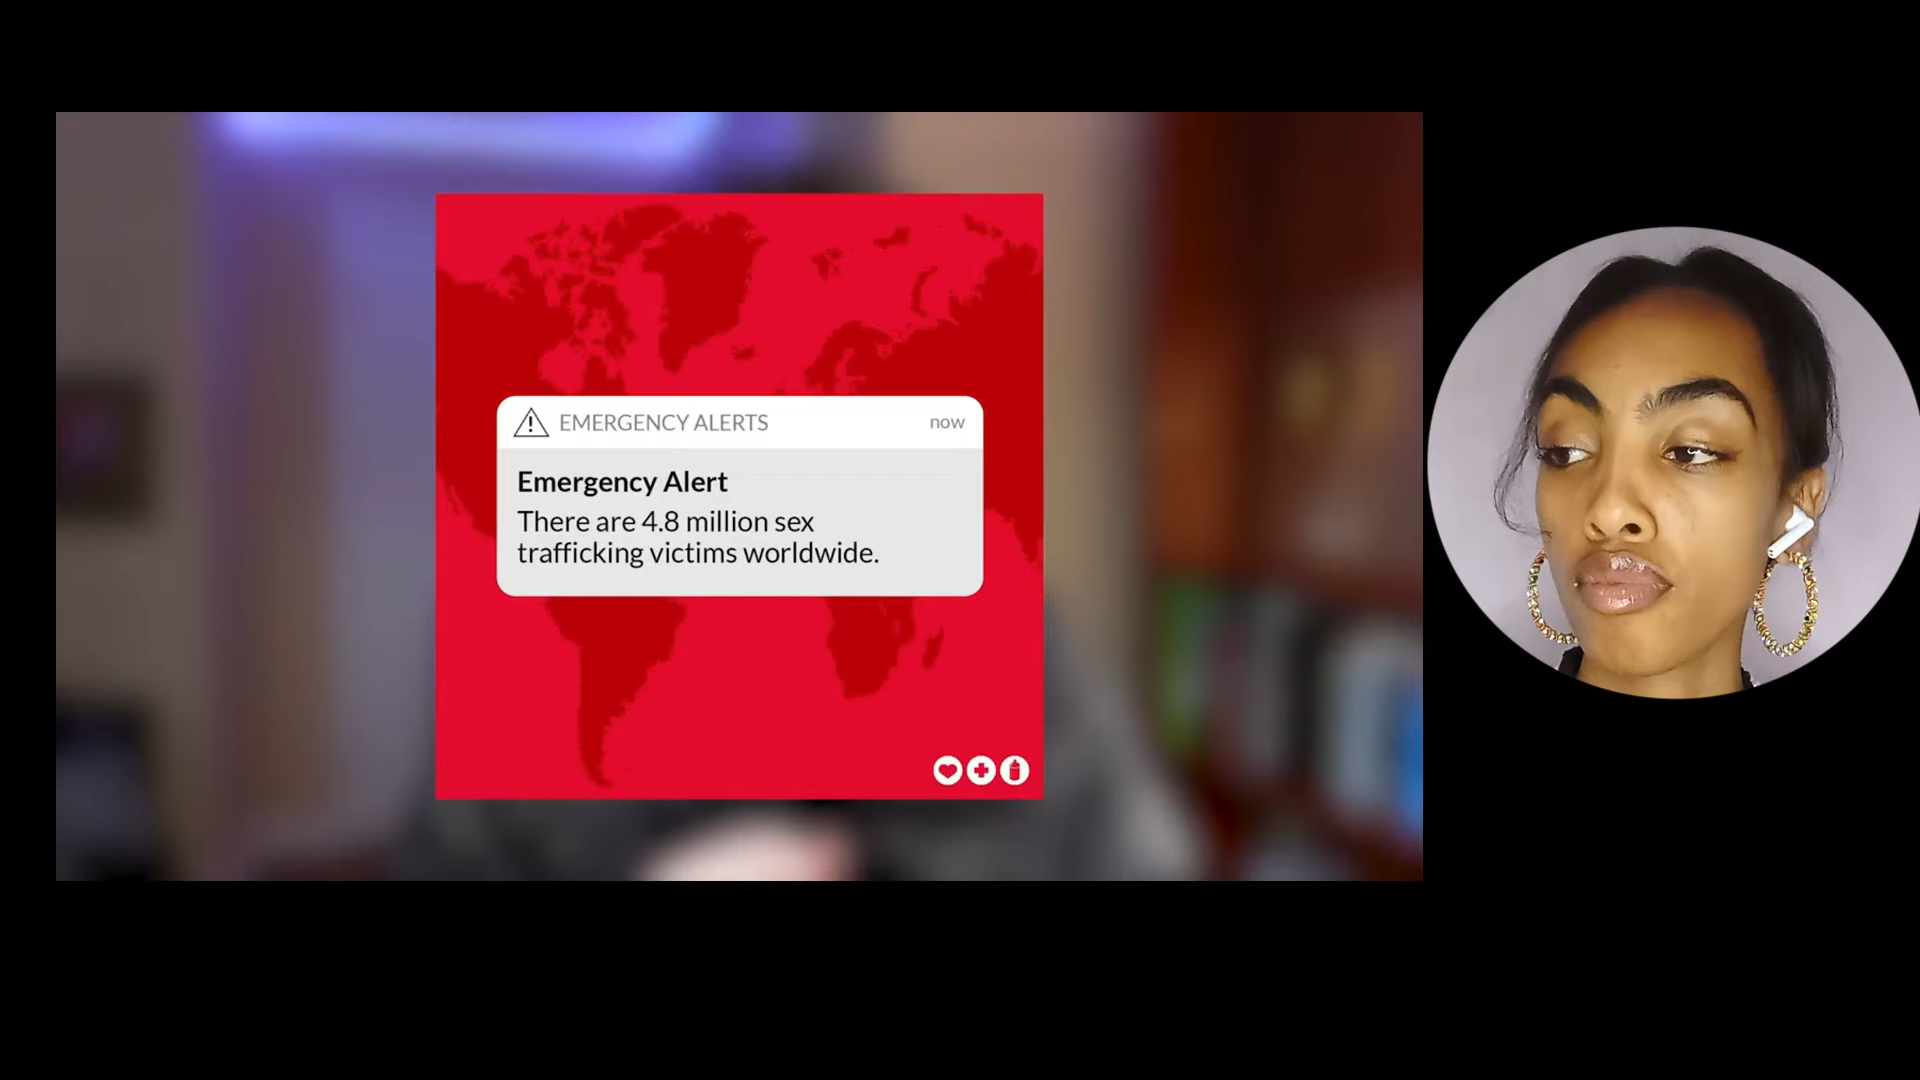 EMERGENCY ALERTS
now
Emergency Alert
There are 4.8 million sex
trafficking victims worldwide.